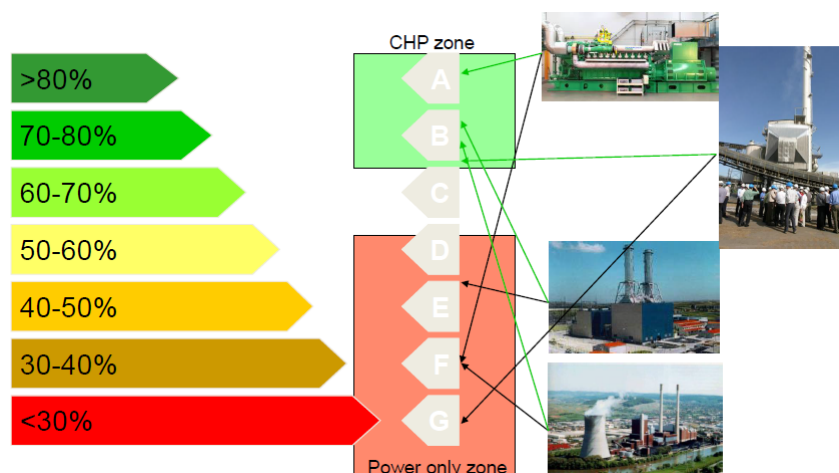 CHP zone
>80% A
70-80% B
60-70% C
50-60% D
40-50% E
30-40% F
<30% G
Power only zone